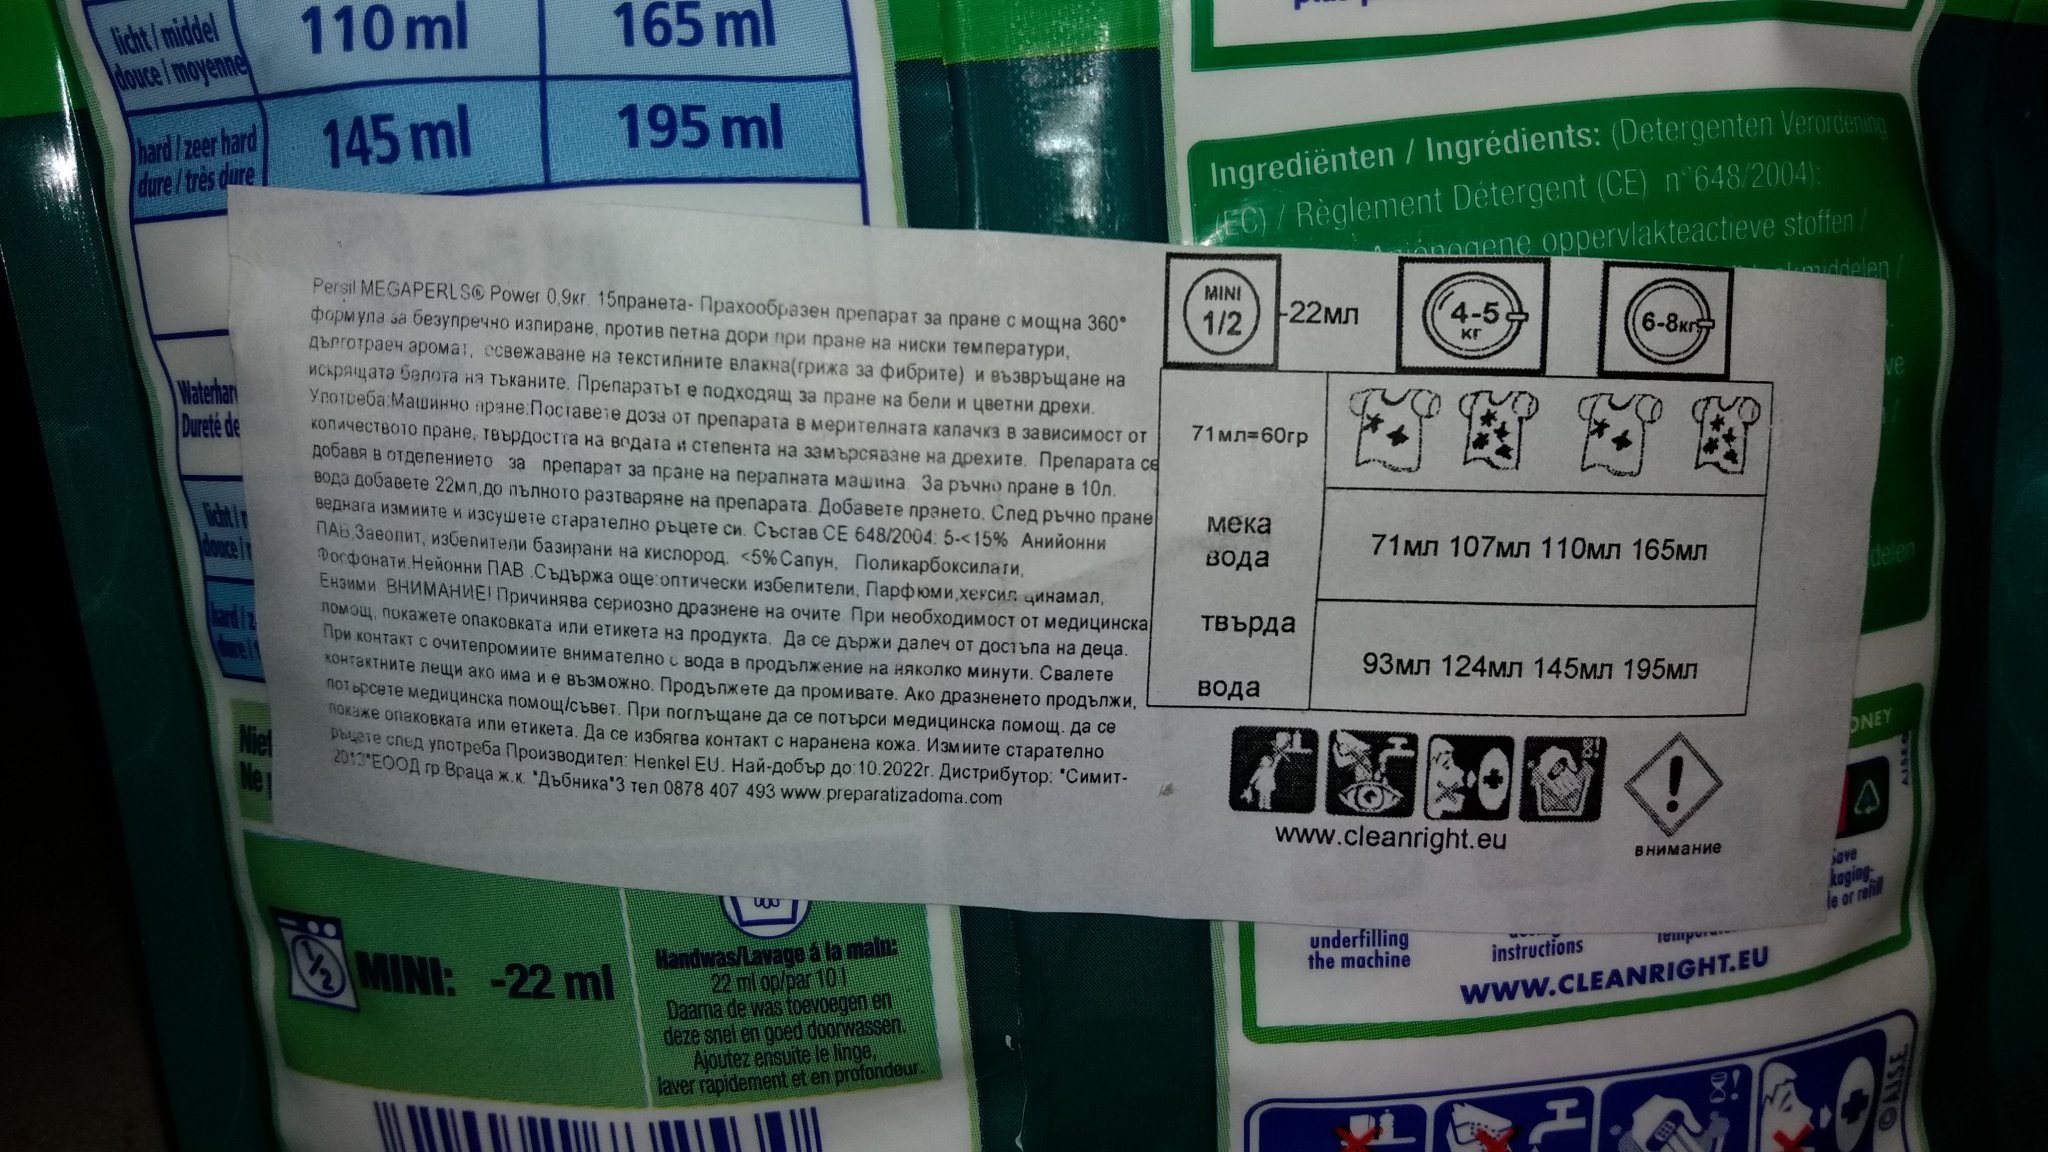 licht / middel
douce / moyenne
110 ml
165 ml
hard / zeer hard
dure / très dure
145 ml
195 ml
Ingrediënten / Ingrédients: (Detergenten Verordening
(EC) / Règlement Détergent (CE) n°648/2004):
oppervlakteactieve stoffen /
Persil MEGAPERLS® Power 0,9кг. 15пранета- Прахообразен препарат за пране с мощна 360°
формула за безупречно изпиране, против петна дори при пране на ниски температури,
дълготраен аромат, освежаване на текстилните влакна(грижа за фибрите) и възвръщане на
искрящата белота на тъканите. Препаратът е подходящ за пране на бели и цветни дрехи.
Употреба:Машинно пране:Поставете доза от препарата в мерителната капачка в зависимост от
количеството пране, твърдостта на водата и степента на замърсяване на дрехите. Препарата се
добавя в отделението за препарат за пране на пералната машина. За ръчно пране в 10л.
вода добавете 22мл,до пълното разтваряне на препарата. Добавете прането. След ръчно пране
веднага измиите и изсушете старателно ръцете си. Състав СЕ 648/2004: 5-<15% Анийонни
ПАВ,Заеолит, избелители базирани на кислород, <5%Сапун, Поликарбоксилати,
Фосфонати.Нейонни ПАВ .Съдържа още:оптически избелители, Парфюми,хексил цинамал,
Ензими. ВНИМАНИЕ! Причинява сериозно дразнене на очите. При необходимост от медицинска
помощ, покажете опаковката или етикета на продукта. Да се държи далеч от достъпа на деца.
При контакт с очитепромиите внимателно с вода в продължение на няколко минути. Свалете
контактните лещи ако има и е възможно. Продължете да промивате. Ако дразненето продължи,
потърсете медицинска помощ/съвет. При поглъщане да се потърси медицинска помощ. да се
покаже опаковката или етикета. Да се избягва контакт с наранена кожа. Измиите старателно
ръцете след употреба.Производител: Henkel EU. Най-добър до:10.2022г. Дистрибутор: "Симит-
2013"ЕООД гр.Враца ж.к. "Дъбника"3 тел.0878 407 493 www.preparatizadoma.com
MINI
1/2
-22мл
4-5
кг
6-8кг
71мл=60гр
мека
вода
71мл 107мл 110мл 165мл
твърда
вода
93мл 124мл 145мл 195мл
www.cleanright.eu
внимание
Dureté de
1/2
MINI: -22 ml
Handwas/Lavage á la main:
22 ml op/par 10 l
Daarna de was toevoegen en
deze snel en goed doorwassen.
Ajoutez ensuite le linge,
laver rapidement et en profondeur.
underfilling
the machine
instructions
WWW.CLEANRIGHT.EU
©A.I.S.E.